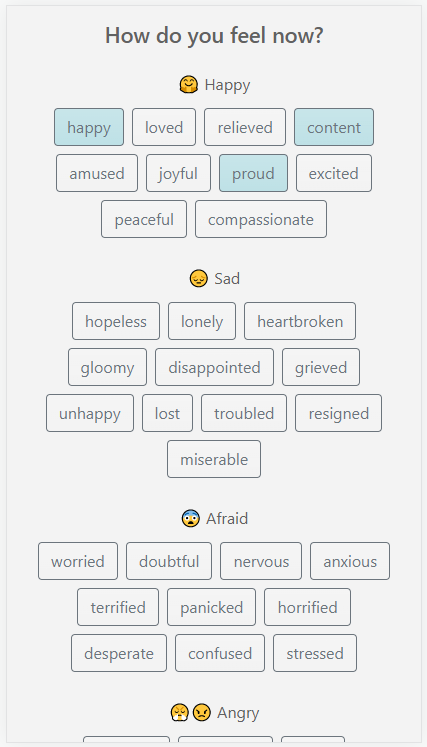 How do you feel now?
🤗 Happy
happy loved relieved content
amused joyful proud excited
peaceful compassionate
😔 Sad
hopeless lonely heartbroken
gloomy disappointed grieved
unhappy lost troubled resigned
miserable
😨 Afraid
worried doubtful nervous anxious
terrified panicked horrified
desperate confused stressed
😤😠 Angry